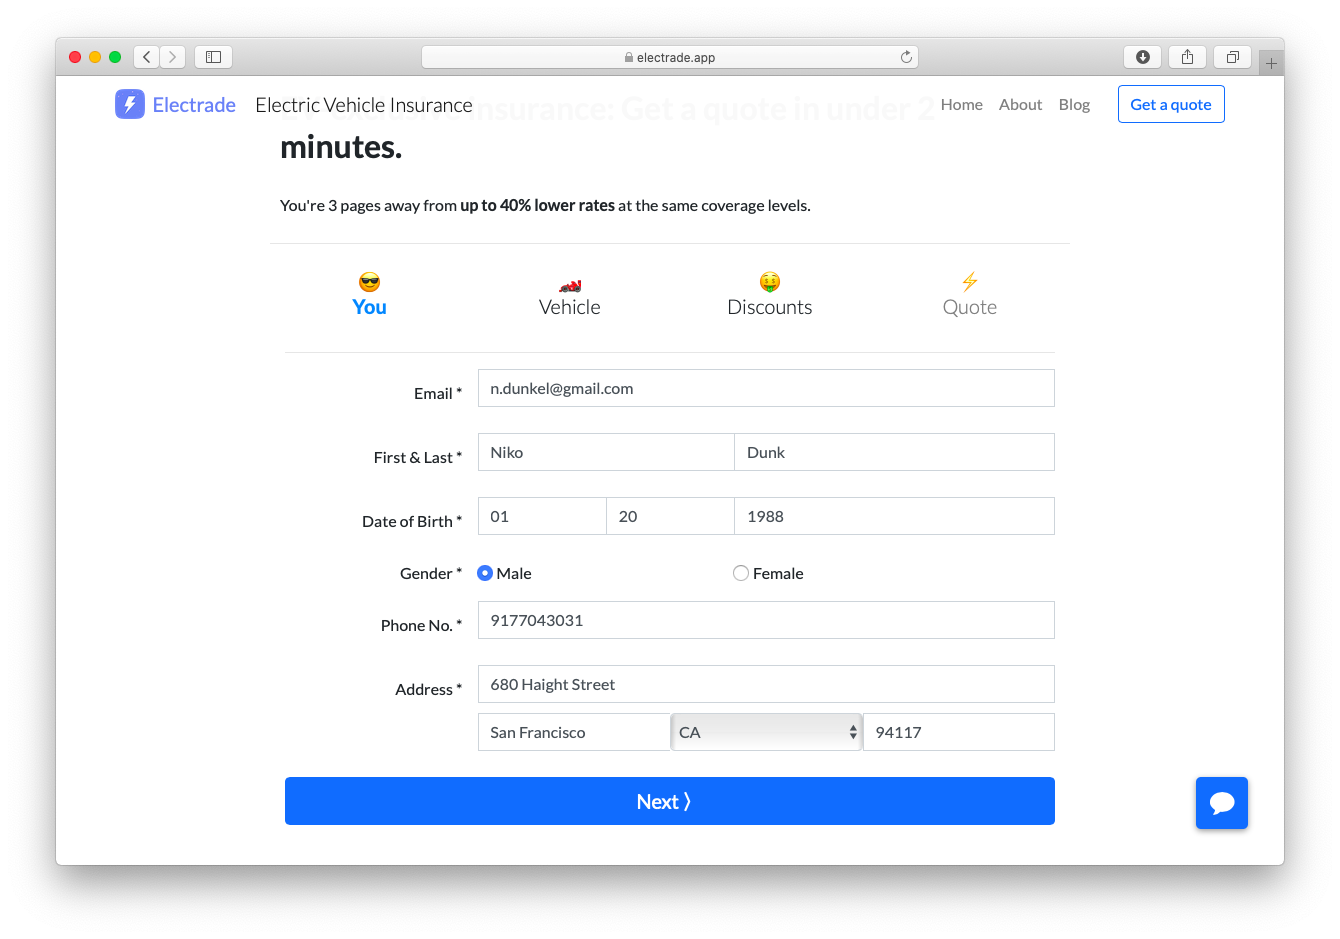 electrade.app
Electrade Electric Vehicle Insurance Home About Blog Get a quote
EV exclusive insurance: Get a quote in under 2
minutes.
You're 3 pages away from up to 40% lower rates at the same coverage levels.
You Vehicle Discounts Quote
Email * n.dunkel@gmail.com
First & Last * Niko Dunk
Date of Birth * 01 20 1988
Gender * Male Female
Phone No. * 9177043031
Address * 680 Haight Street
San Francisco CA 94117
Next ⟩